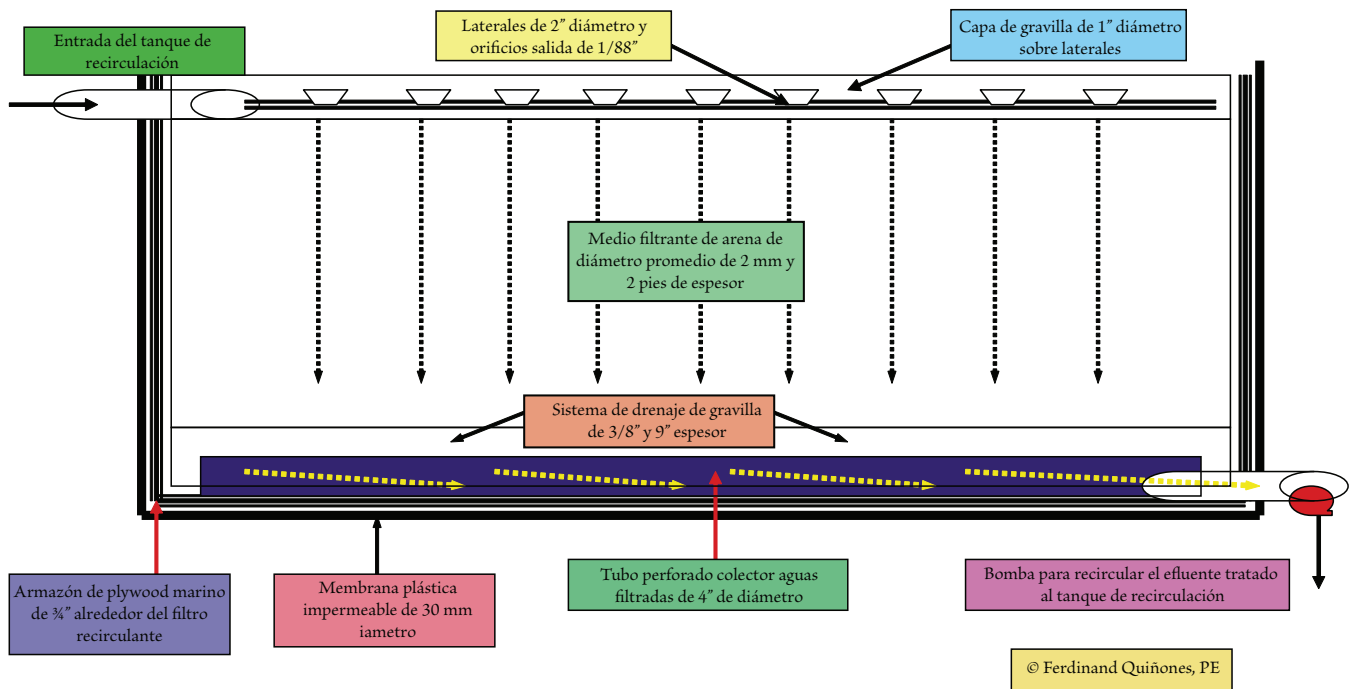 Entrada del tanque de
recirculación
Laterales de 2” diámetro y
orificios salida de 1/88”
Capa de gravilla de 1” diámetro
sobre laterales
Medio filtrante de arena de
diámetro promedio de 2 mm y
2 pies de espesor
Sistema de drenaje de gravilla
de 3/8” y 9” espesor
Armazón de plywood marino
de ¾” alrededor del filtro
recirculante
Membrana plástica
impermeable de 30 mm
iametro
Tubo perforado colector aguas
filtradas de 4” de diámetro
Bomba para recircular el efluente tratado
al tanque de recirculación
© Ferdinand Quiñones, PE